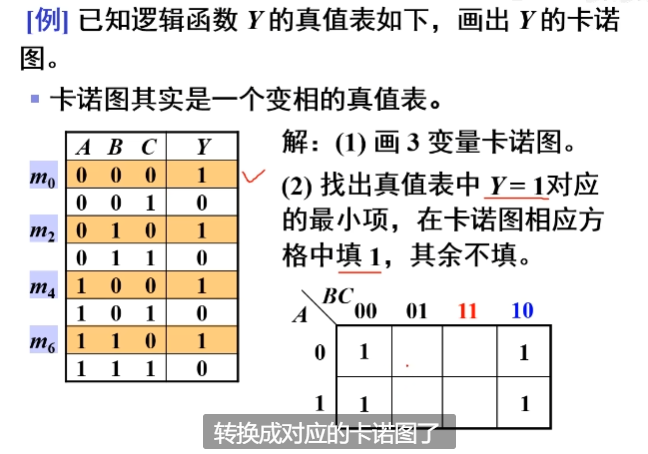 [例] 已知逻辑函数 Y 的真值表如下，画出 Y 的卡诺
图。
卡诺图其实是一个变相的真值表。
A B C Y
m0 0 0 0 1
0 0 1 0
m2 0 1 0 1
0 1 1 0
m4 1 0 0 1
1 0 1 0
m6 1 1 0 1
1 1 1 0
解：(1) 画 3 变量卡诺图。
(2) 找出真值表中 Y= 1对应
的最小项，在卡诺图相应方
格中填 1，其余不填。
BC
A 00 01 11 10
0 1 1
1 1 1
转换成对应的卡诺图了